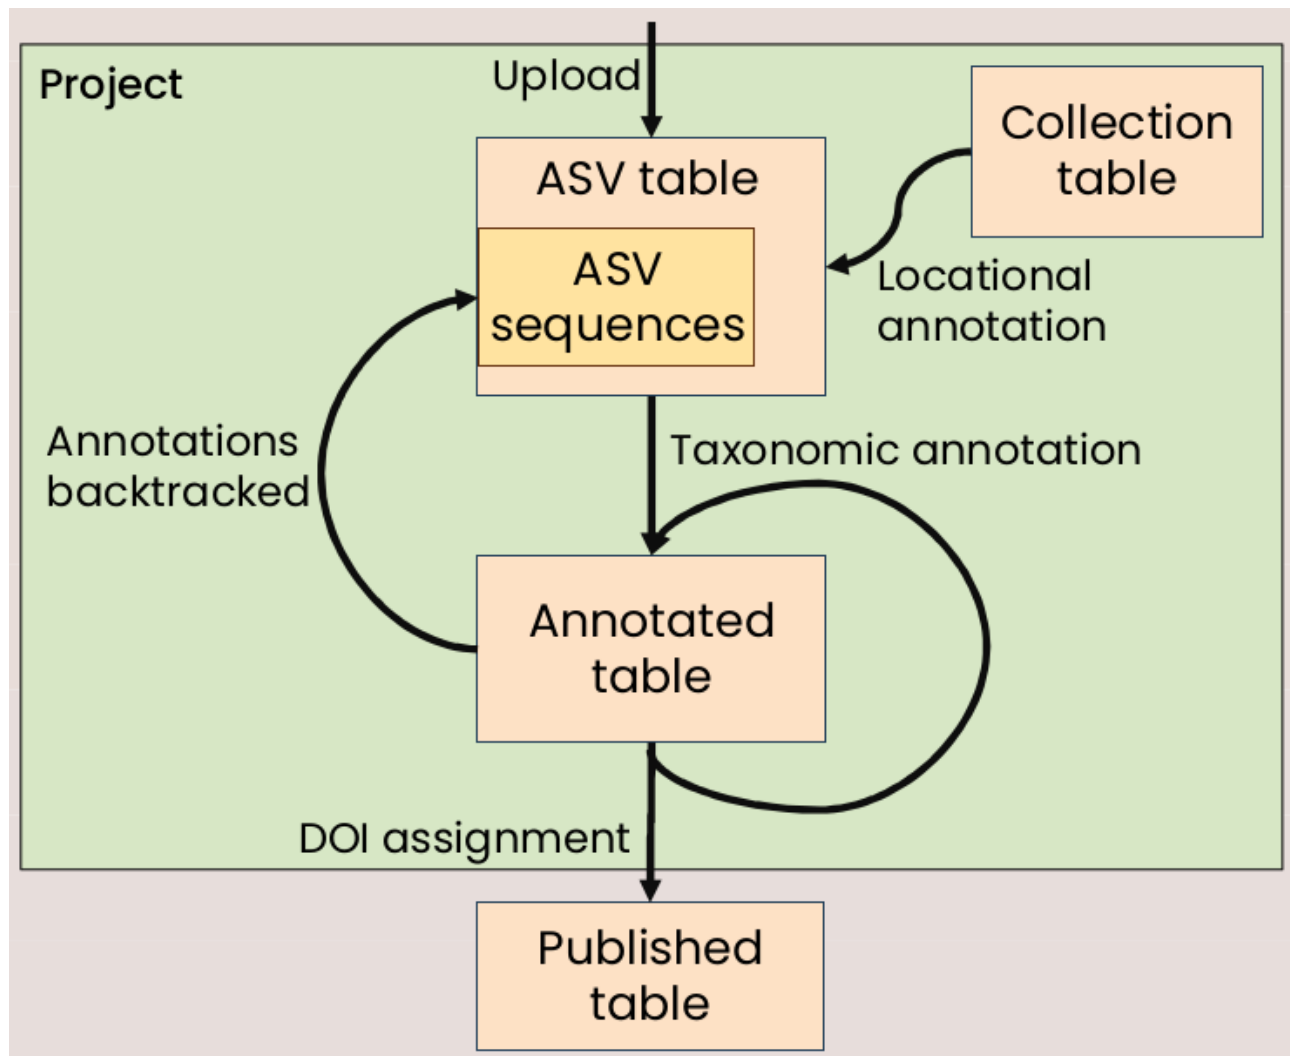 Project
Upload
Collection
table
ASV table
ASV
sequences
Locational
annotation
Annotations
backtracked
Taxonomic annotation
Annotated
table
DOI assignment
Published
table